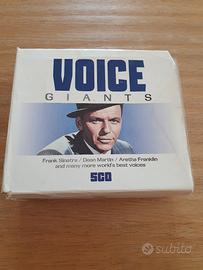 VOICE
GIANTS
Frank Sinatra / Dean Martin / Aretha Franklin
and many more world's best voices
5CD
subito